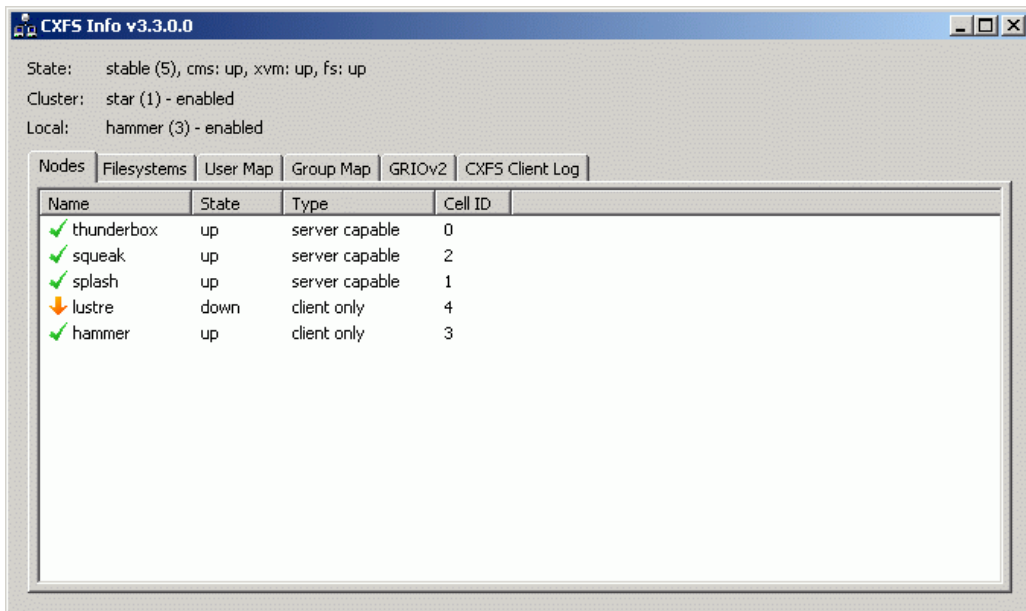 CXFS Info v3.3.0.0
State: stable (5), cms: up, xvm: up, fs: up
Cluster: star (1) - enabled
Local: hammer (3) - enabled
Nodes Filesystems User Map Group Map GRIOv2 CXFS Client Log
Name State Type Cell ID
thunderbox up server capable 0
squeak up server capable 2
splash up server capable 1
lustre down client only 4
hammer up client only 3